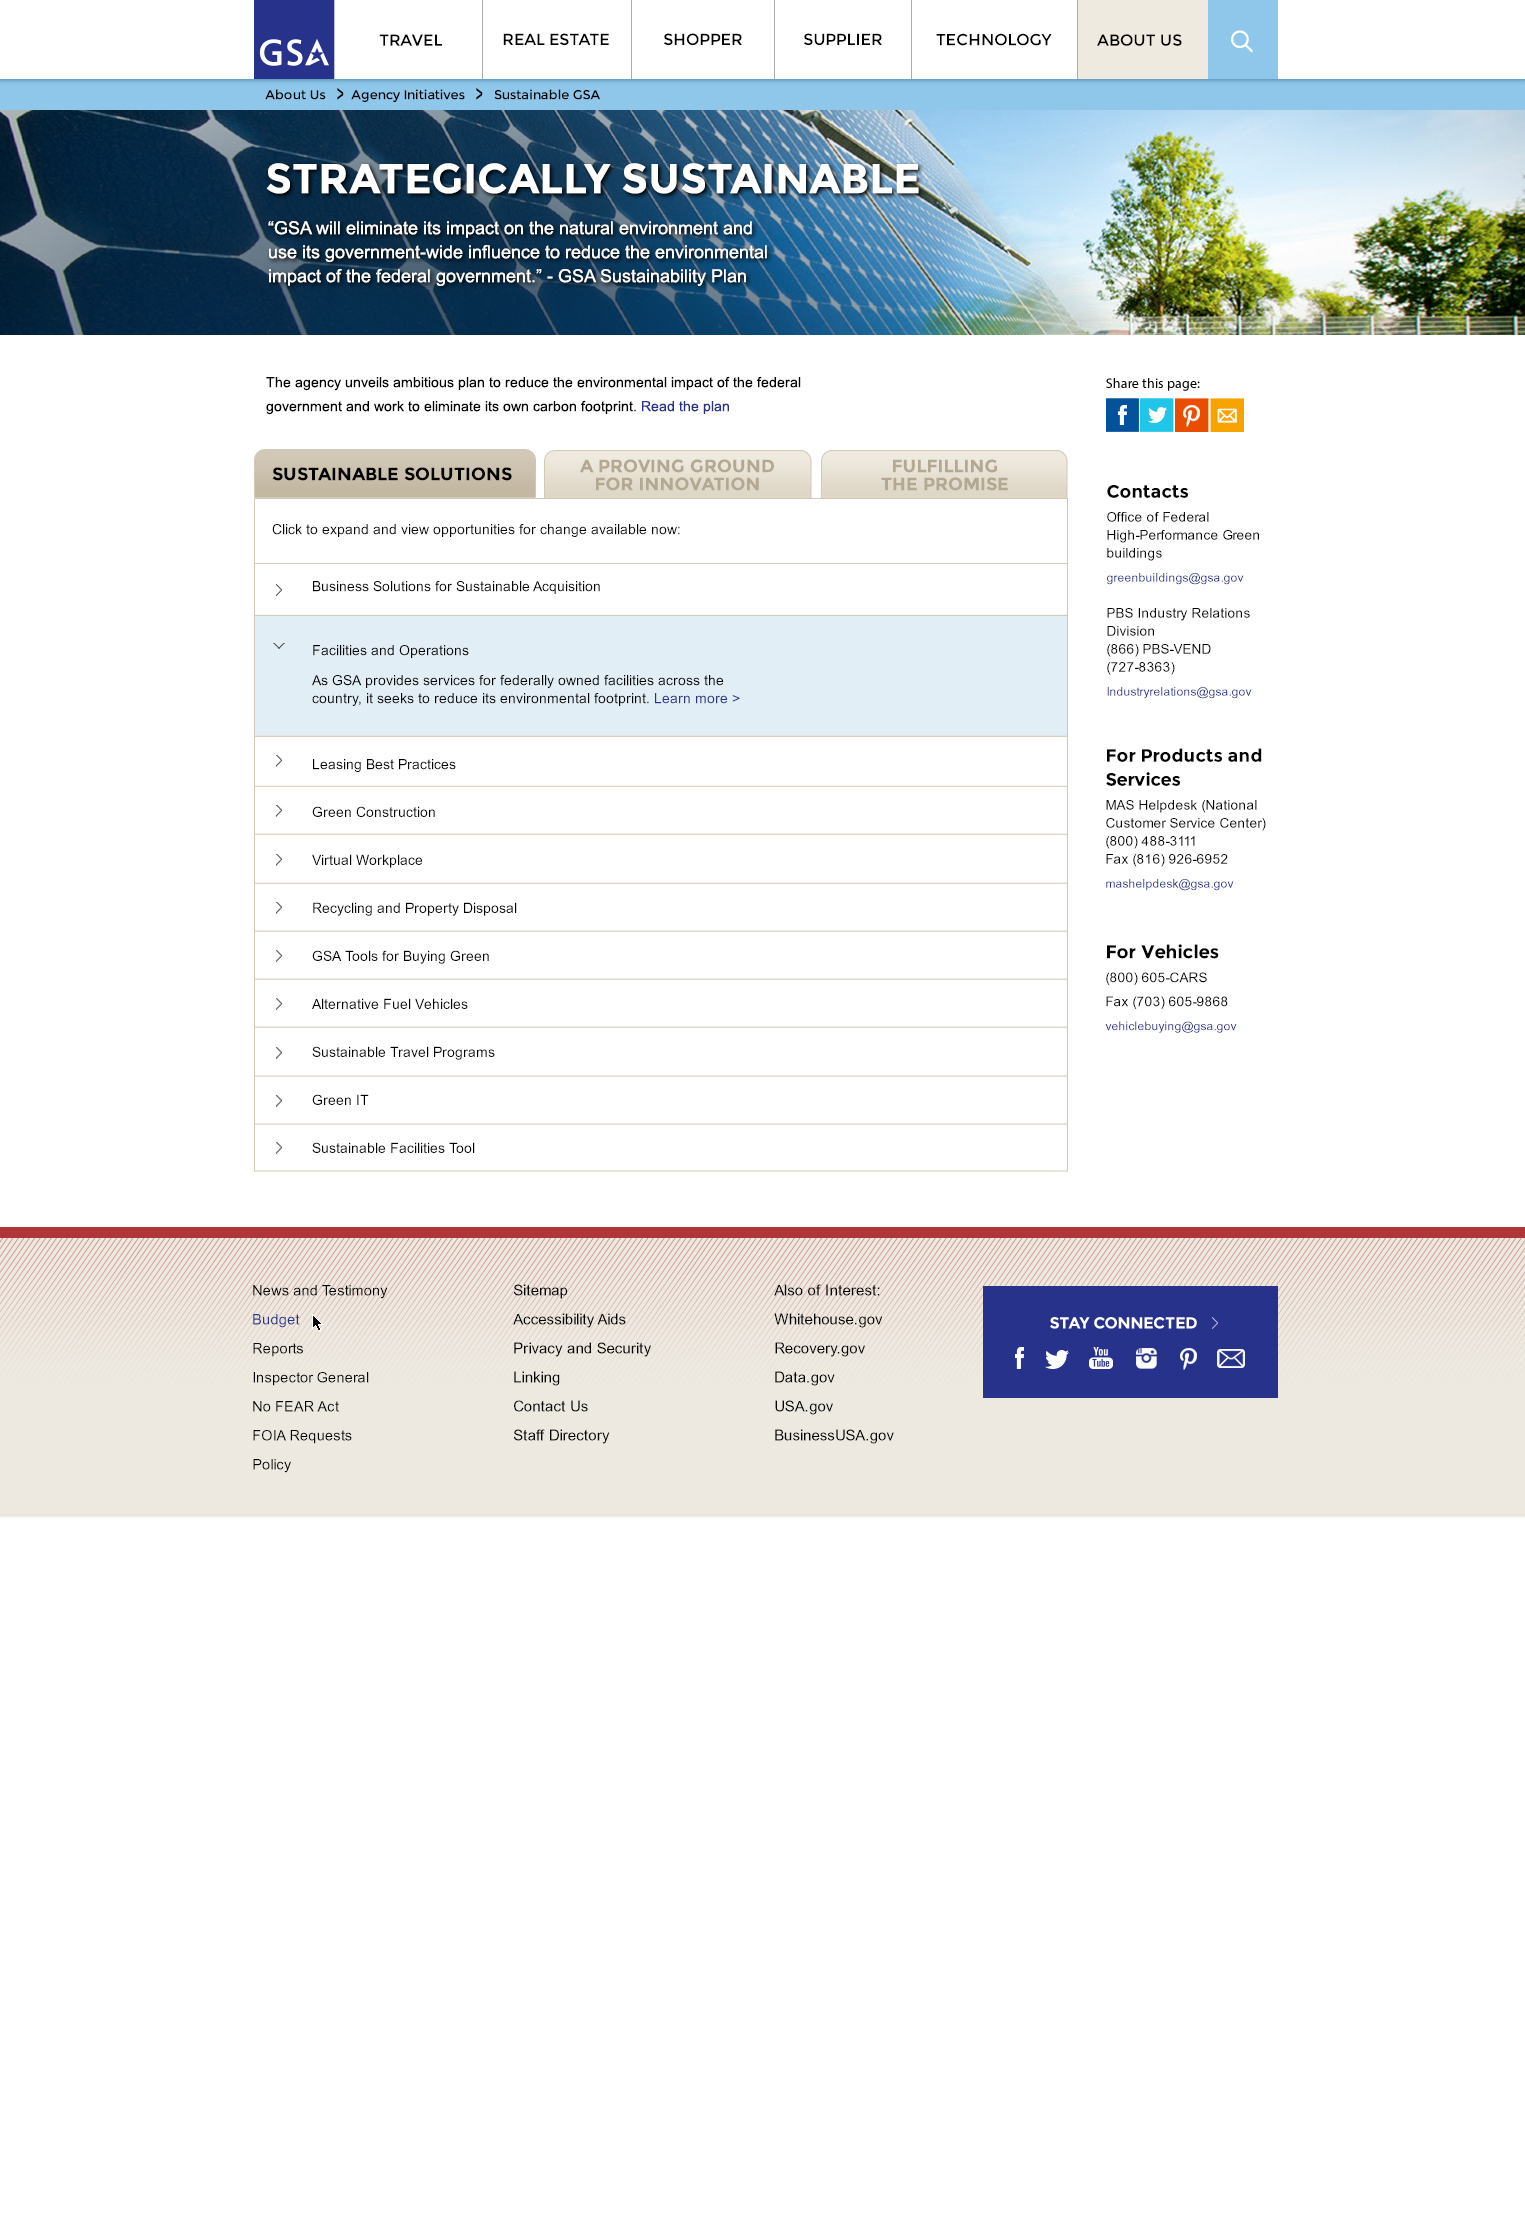 GSA
TRAVEL
REAL ESTATE
SHOPPER
SUPPLIER
TECHNOLOGY
ABOUT US
About Us > Agency Initiatives > Sustainable GSA
STRATEGICALLY SUSTAINABLE
“GSA will eliminate its impact on the natural environment and
use its government-wide influence to reduce the environmental
impact of the federal government.” - GSA Sustainability Plan
The agency unveils ambitious plan to reduce the environmental impact of the federal
government and work to eliminate its own carbon footprint. Read the plan
SUSTAINABLE SOLUTIONS
A PROVING GROUND
FOR INNOVATION
FULFILLING
THE PROMISE
Click to expand and view opportunities for change available now:
Business Solutions for Sustainable Acquisition
Facilities and Operations
As GSA provides services for federally owned facilities across the
country, it seeks to reduce its environmental footprint. Learn more >
Leasing Best Practices
Green Construction
Virtual Workplace
Recycling and Property Disposal
GSA Tools for Buying Green
Alternative Fuel Vehicles
Sustainable Travel Programs
Green IT
Sustainable Facilities Tool
Share this page:
Contacts
Office of Federal
High-Performance Green
buildings
greenbuildings@gsa.gov
PBS Industry Relations
Division
(866) PBS-VEND
(727-8363)
Industryrelations@gsa.gov
For Products and
Services
MAS Helpdesk (National
Customer Service Center)
(800) 488-3111
Fax (816) 926-6952
mashelpdesk@gsa.gov
For Vehicles
(800) 605-CARS
Fax (703) 605-9868
vehiclebuying@gsa.gov
News and Testimony
Budget
Reports
Inspector General
No FEAR Act
FOIA Requests
Policy
Sitemap
Accessibility Aids
Privacy and Security
Linking
Contact Us
Staff Directory
Also of Interest:
Whitehouse.gov
Recovery.gov
Data.gov
USA.gov
BusinessUSA.gov
STAY CONNECTED >
You
Tube